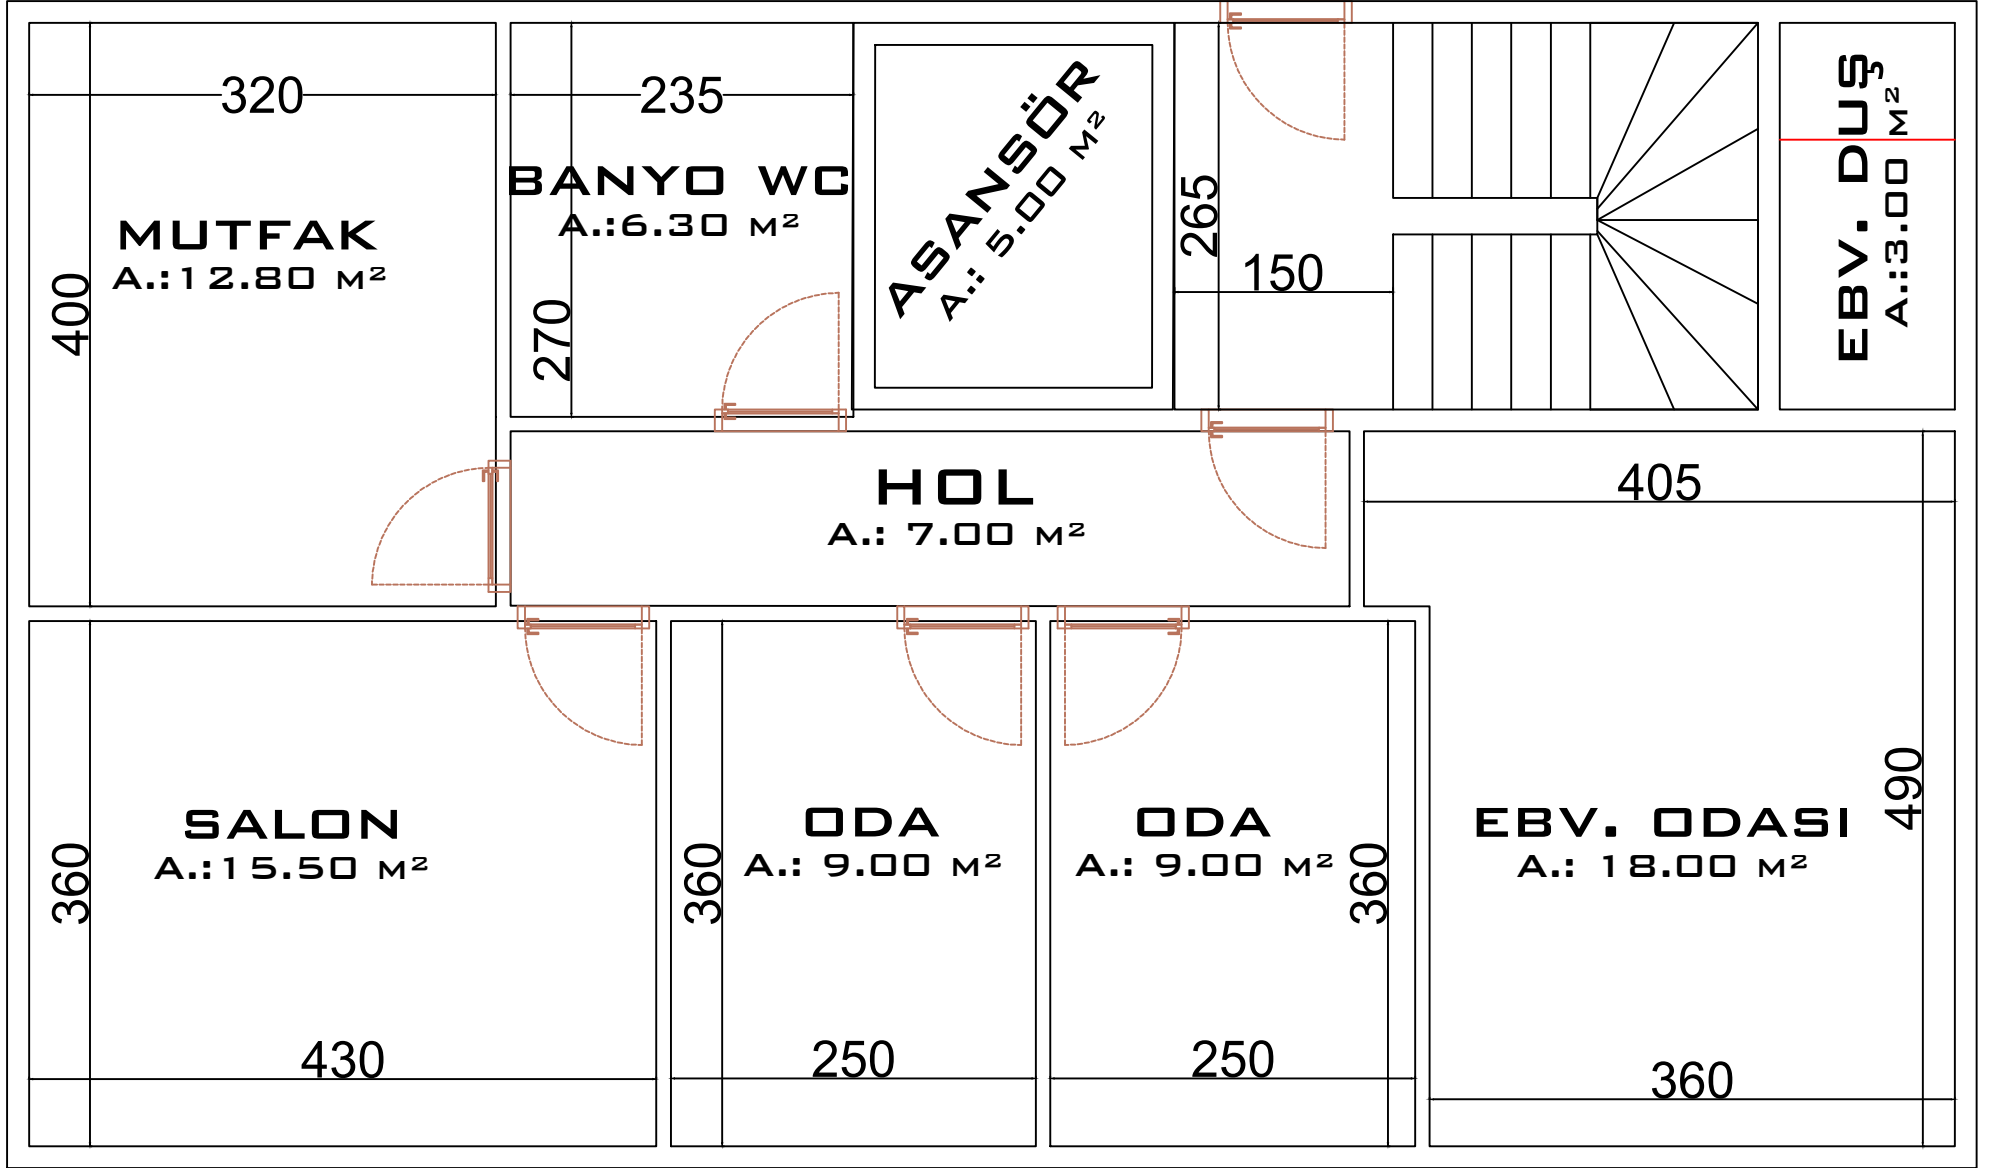 320
MUTFAK
A.:12.80 M²
400
235
BANYO WC
A.:6.30 M²
270
ASANSÖR
A.: 5.00 M²
265
150
EBV. DUŞ
A.:3.00 M²
HOL
A.: 7.00 M²
405
490
EBV. ODASI
A.: 18.00 M²
360
SALON
A.:15.50 M²
360
430
ODA
A.: 9.00 M²
360
250
ODA
A.: 9.00 M²
360
250